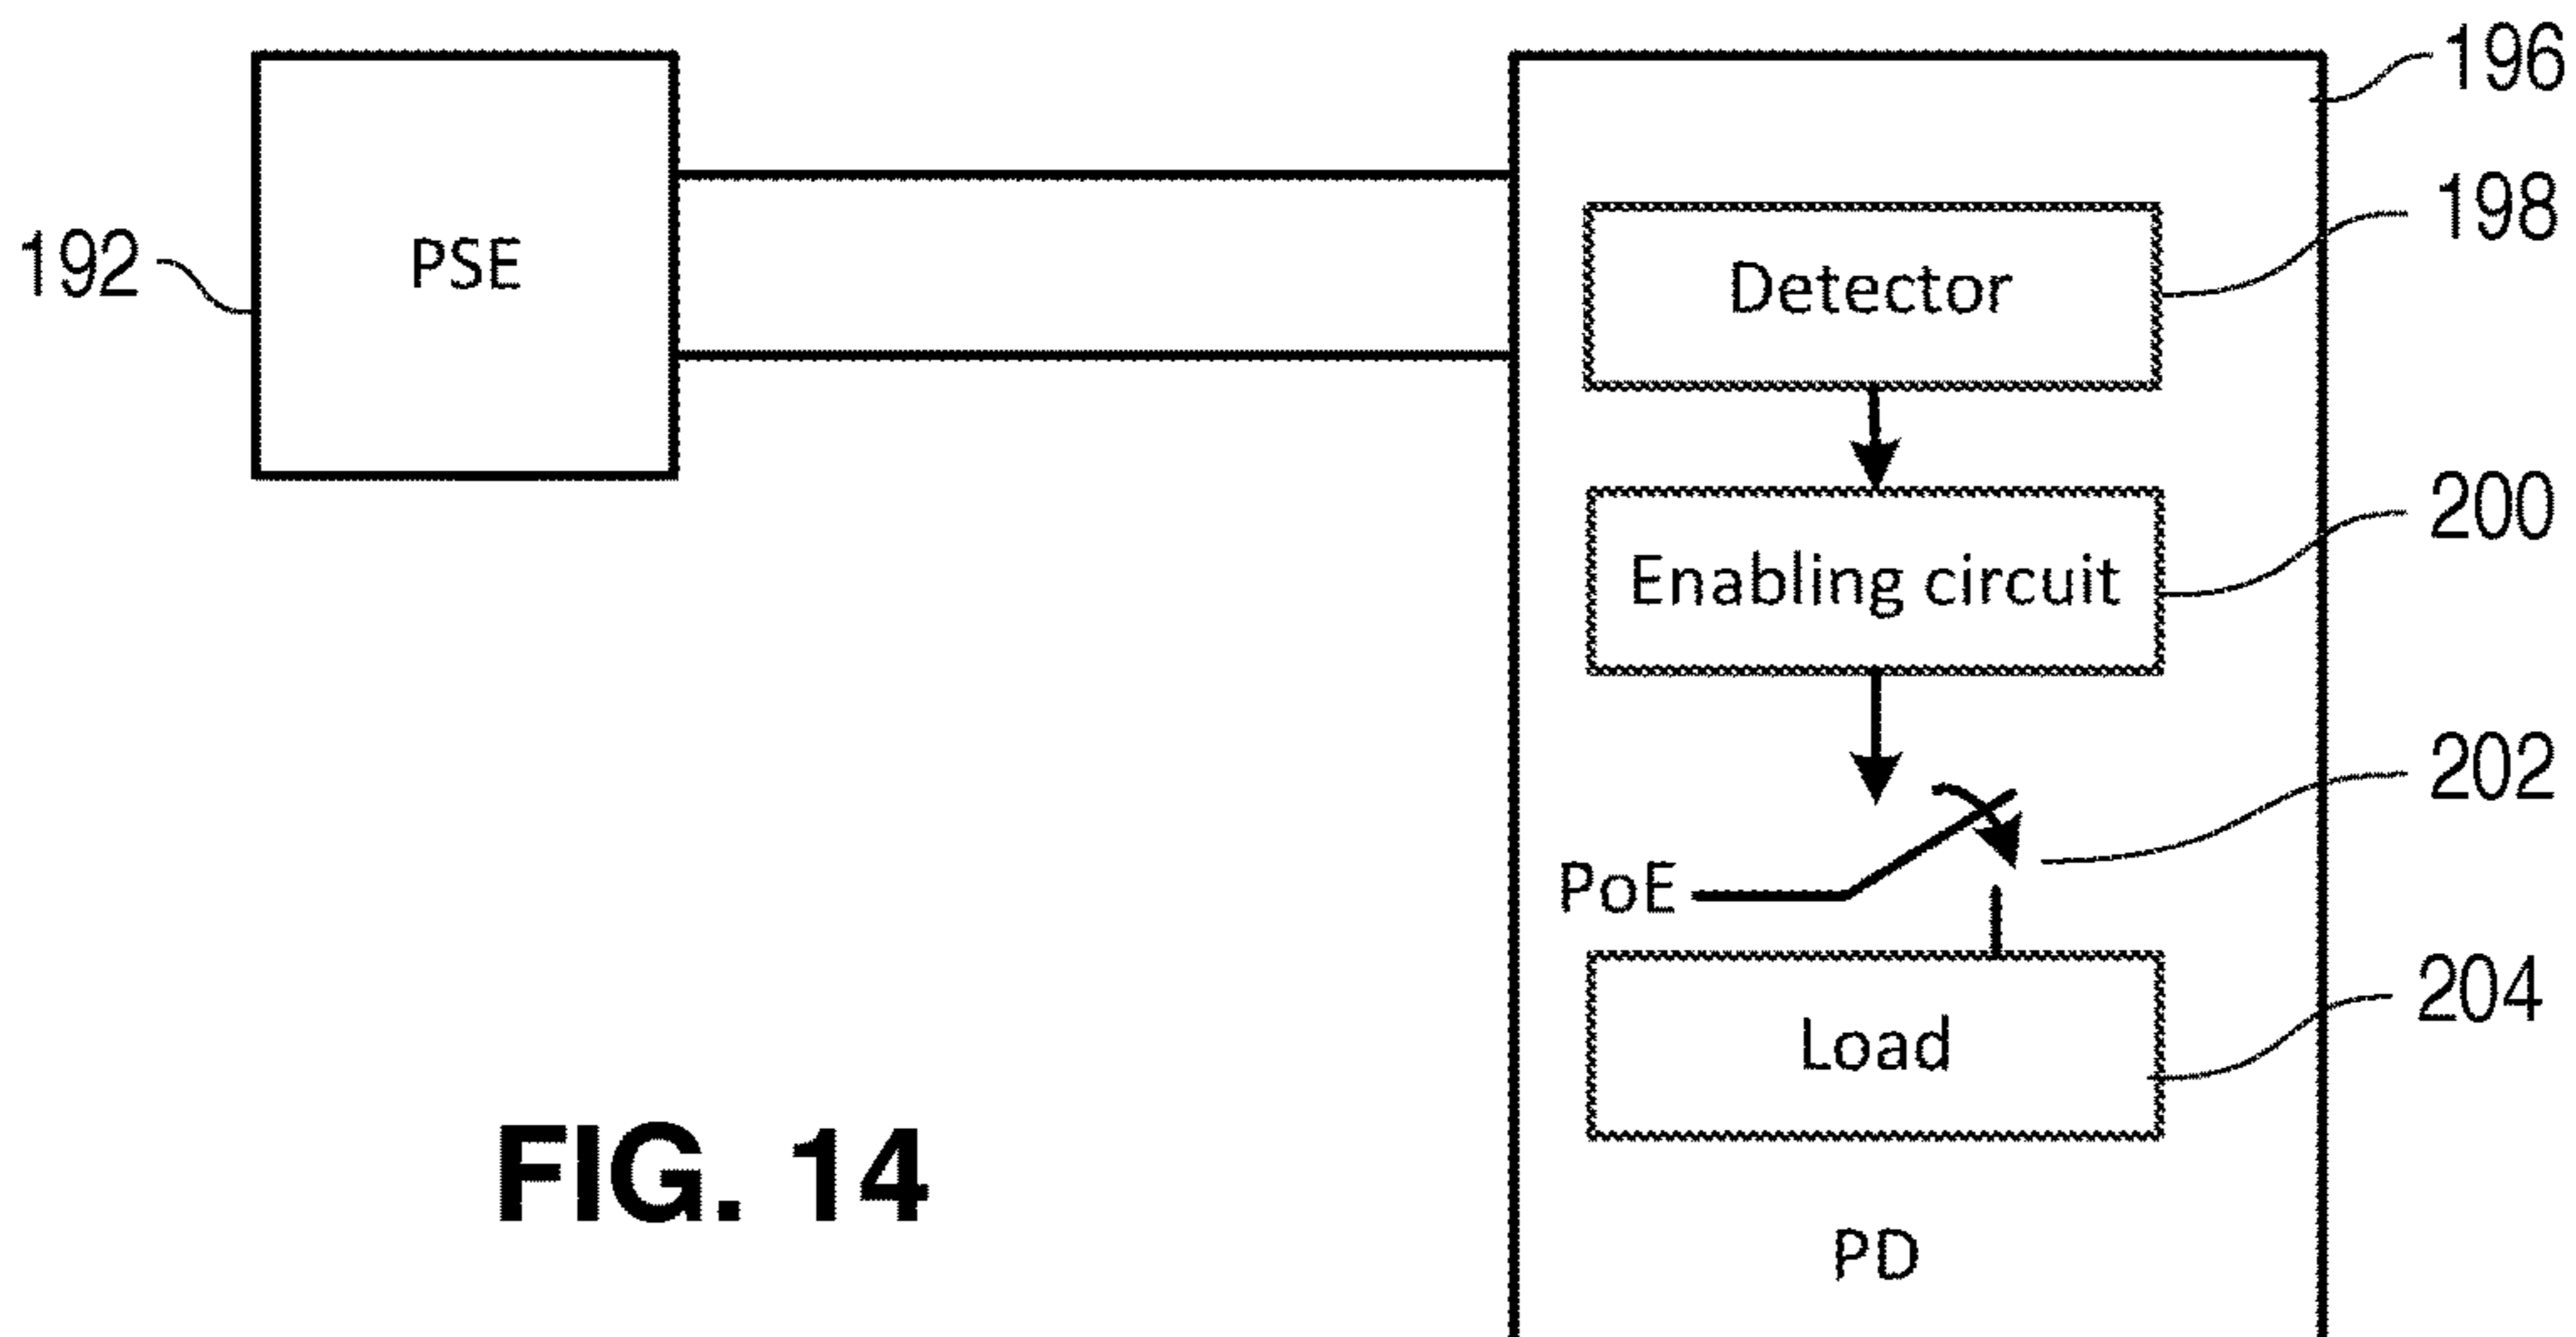 196
198
192
PSE
Detector
200
Enabling circuit
202
PoE
204
Load
FIG. 14
PD